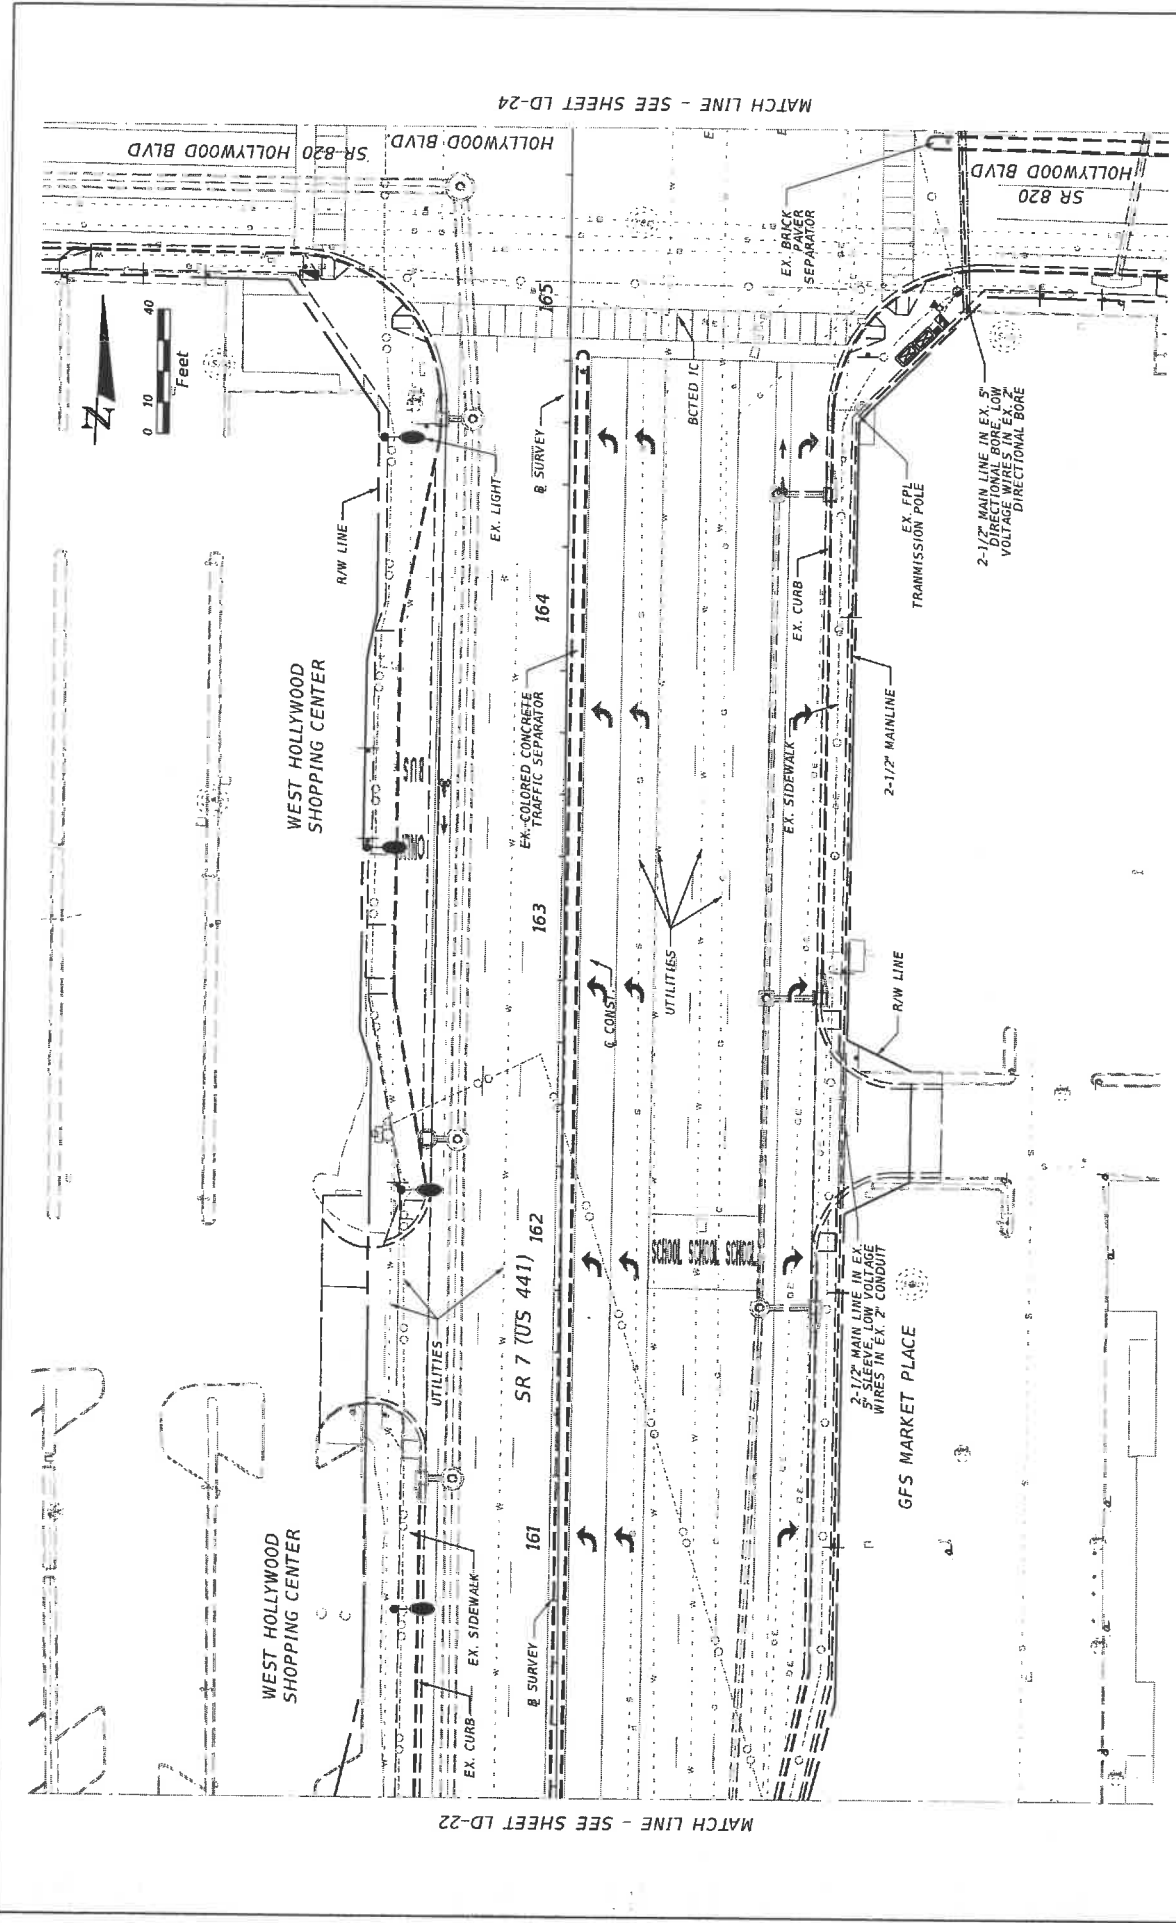 MATCH LINE - SEE SHEET LD-24
SR 820 HOLLYWOOD BLVD
HOLLYWOOD BLVD
SR 820
HOLLYWOOD BLVD
N
0 10 40
Feet
R/W LINE
EX. LIGHT
WEST HOLLYWOOD
SHOPPING CENTER
BUS
ONLY
165
164
163
162
161
℄ CONST.
EX. COLORED CONCRETE
TRAFFIC SEPARATOR
BCTED IC
EX. BRICK
PAVER
SEPARATOR
2-1/2" MAIN LINE IN EX. 5"
DIRECTIONAL BORE, LOW
VOLTAGE WIRES IN EX. 2"
DIRECTIONAL BORE
EX. FPL
TRANMISSION POLE
EX. CURB
EX. SIDEWALK
2-1/2" MAINLINE
UTILITIES
R/W LINE
SCHOOL SCHOOL SCHOOL
2-1/2" MAIN LINE IN EX.
5" SLEEVE, LOW VOLTAGE
WIRES IN EX. 2" CONDUIT
GFS MARKET PLACE
SR 7 (US 441)
UTILITIES
WEST HOLLYWOOD
SHOPPING CENTER
EX. CURB
EX. SIDEWALK
℄ SURVEY
℄ SURVEY
MATCH LINE - SEE SHEET LD-22